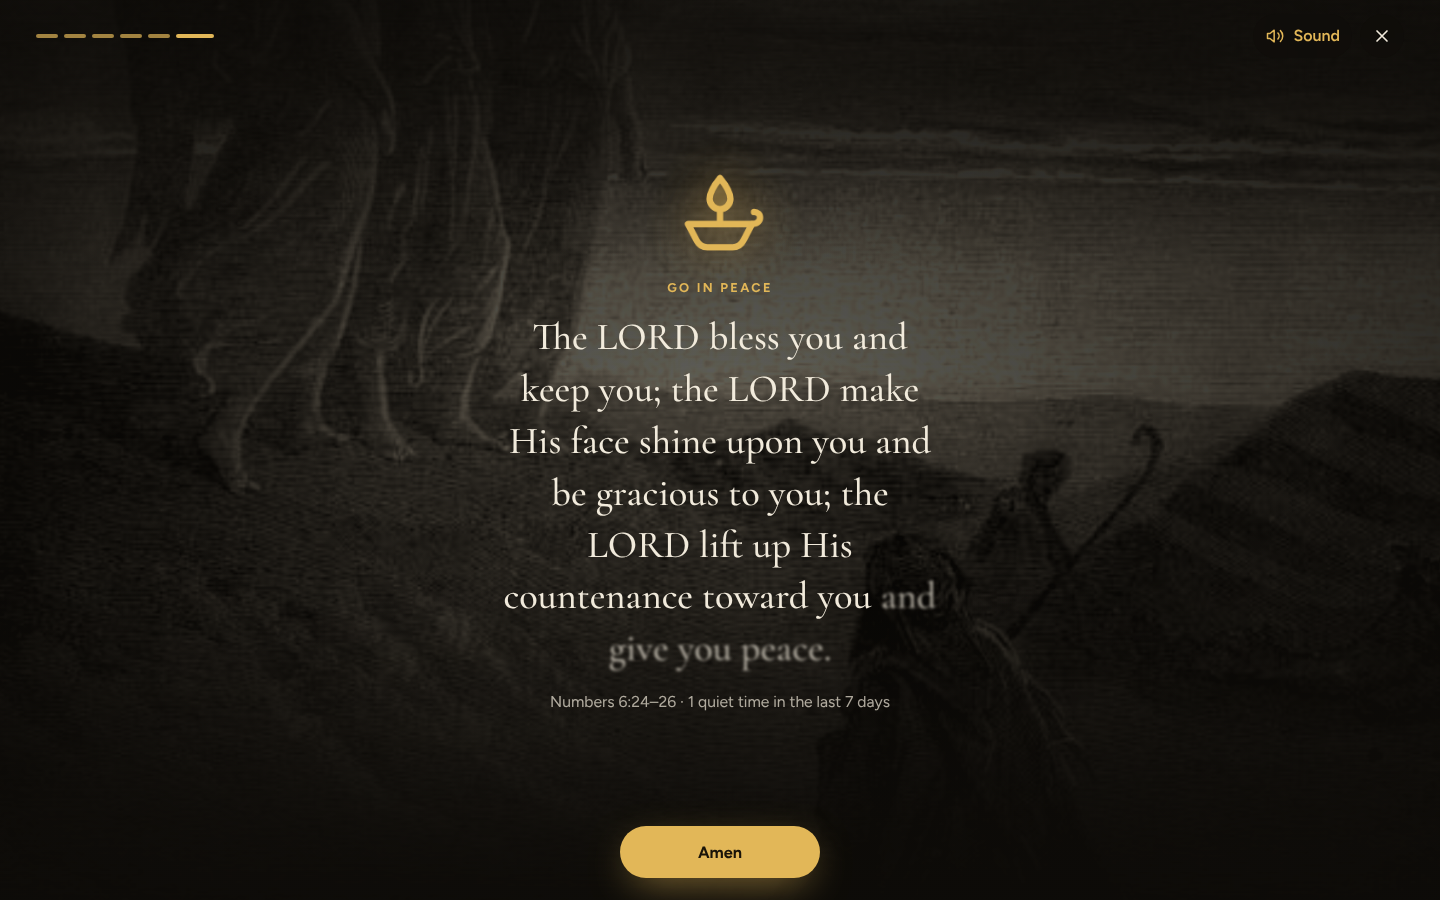 Sound
GO IN PEACE
The LORD bless you and
keep you; the LORD make
His face shine upon you and
be gracious to you; the
LORD lift up His
countenance toward you and
give you peace.
Numbers 6:24–26 · 1 quiet time in the last 7 days
Amen